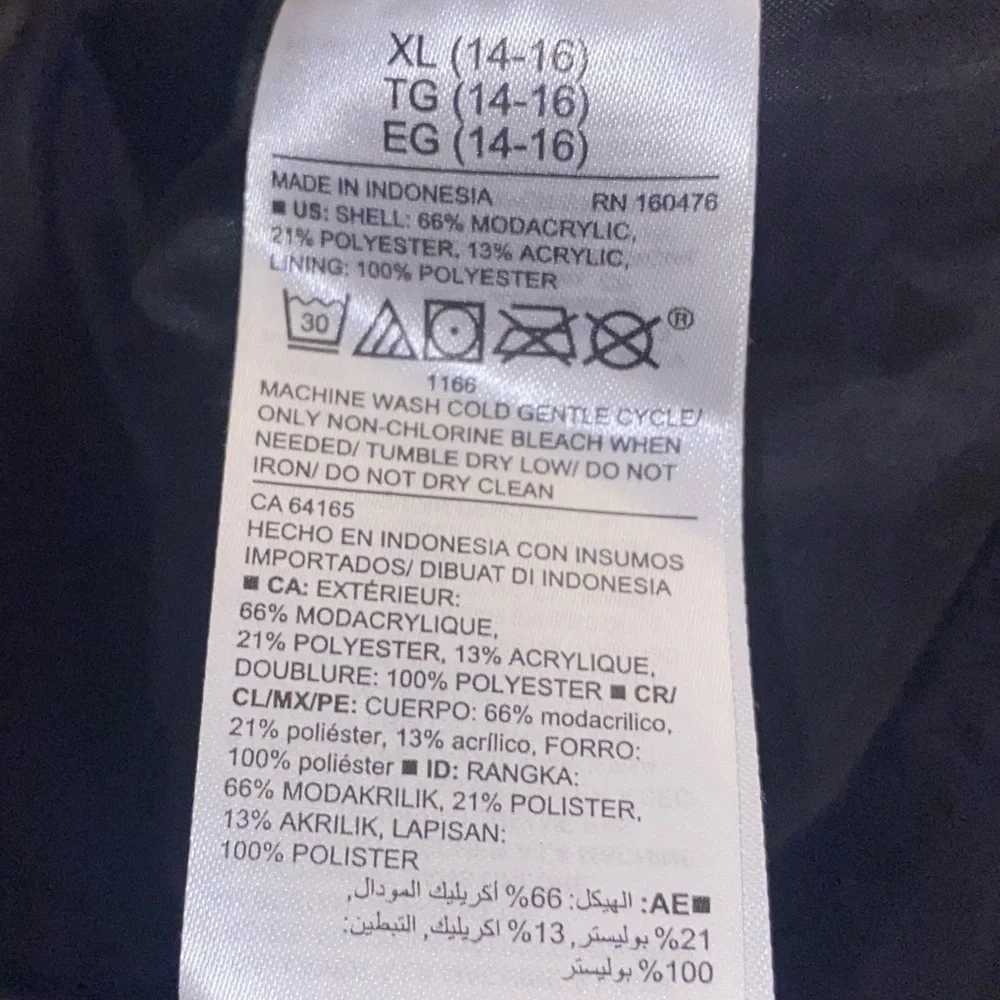 XL (14-16)
TG (14-16)
EG (14-16)
MADE IN INDONESIA RN 160476
■ US: SHELL: 66% MODACRYLIC,
21% POLYESTER, 13% ACRYLIC,
LINING: 100% POLYESTER
30 ®
1166
MACHINE WASH COLD GENTLE CYCLE/
ONLY NON-CHLORINE BLEACH WHEN
NEEDED/ TUMBLE DRY LOW/ DO NOT
IRON/ DO NOT DRY CLEAN
CA 64165
HECHO EN INDONESIA CON INSUMOS
IMPORTADOS/ DIBUAT DI INDONESIA
■ CA: EXTÉRIEUR:
66% MODACRYLIQUE,
21% POLYESTER, 13% ACRYLIQUE,
DOUBLURE: 100% POLYESTER ■ CR/
CL/MX/PE: CUERPO: 66% modacrilico,
21% poliéster, 13% acrílico, FORRO:
100% poliéster ■ ID: RANGKA:
66% MODAKRILIK, 21% POLISTER,
13% AKRILIK, LAPISAN:
100% POLISTER
■AE: الهيكل: 66% أكريليك المودال,
21% بوليستر, 13% اكريليك, التبطين:
100% بوليستر